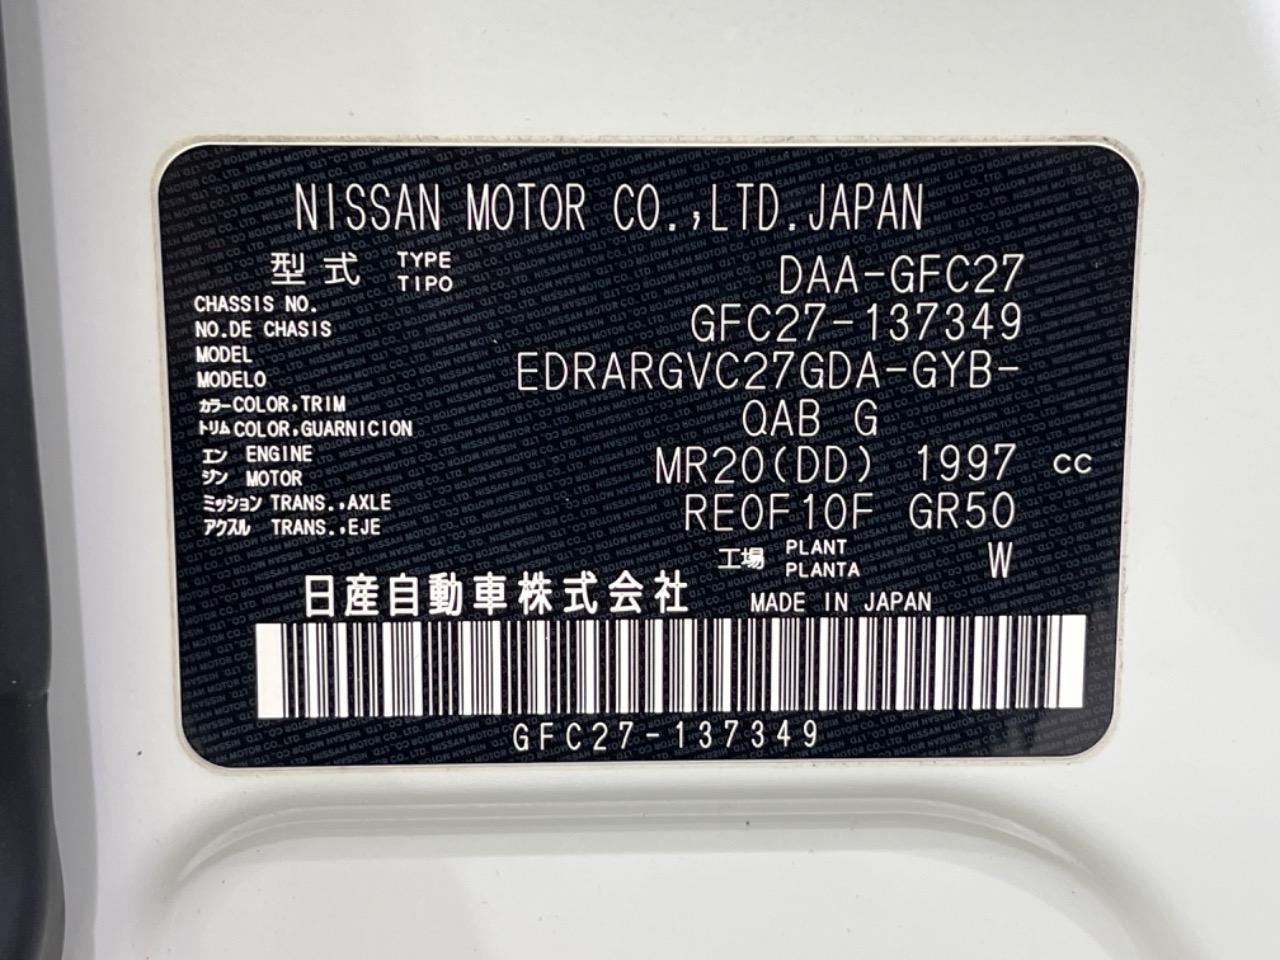 NISSAN MOTOR CO.,LTD.JAPAN
型式 TYPE TIPO DAA-GFC27
CHASSIS NO.
NO.DE CHASIS GFC27-137349
MODEL
MODELO EDRARGVC27GDA-GYB-
カラー COLOR,TRIM
トリム COLOR,GUARNICION QAB G
エン ENGINE
ジン MOTOR MR20(DD) 1997 CC
ミッション TRANS.,AXLE
アクスル TRANS.,EJE RE0F10F GR50
工場 PLANT PLANTA W
日産自動車株式会社 MADE IN JAPAN
GFC27-137349